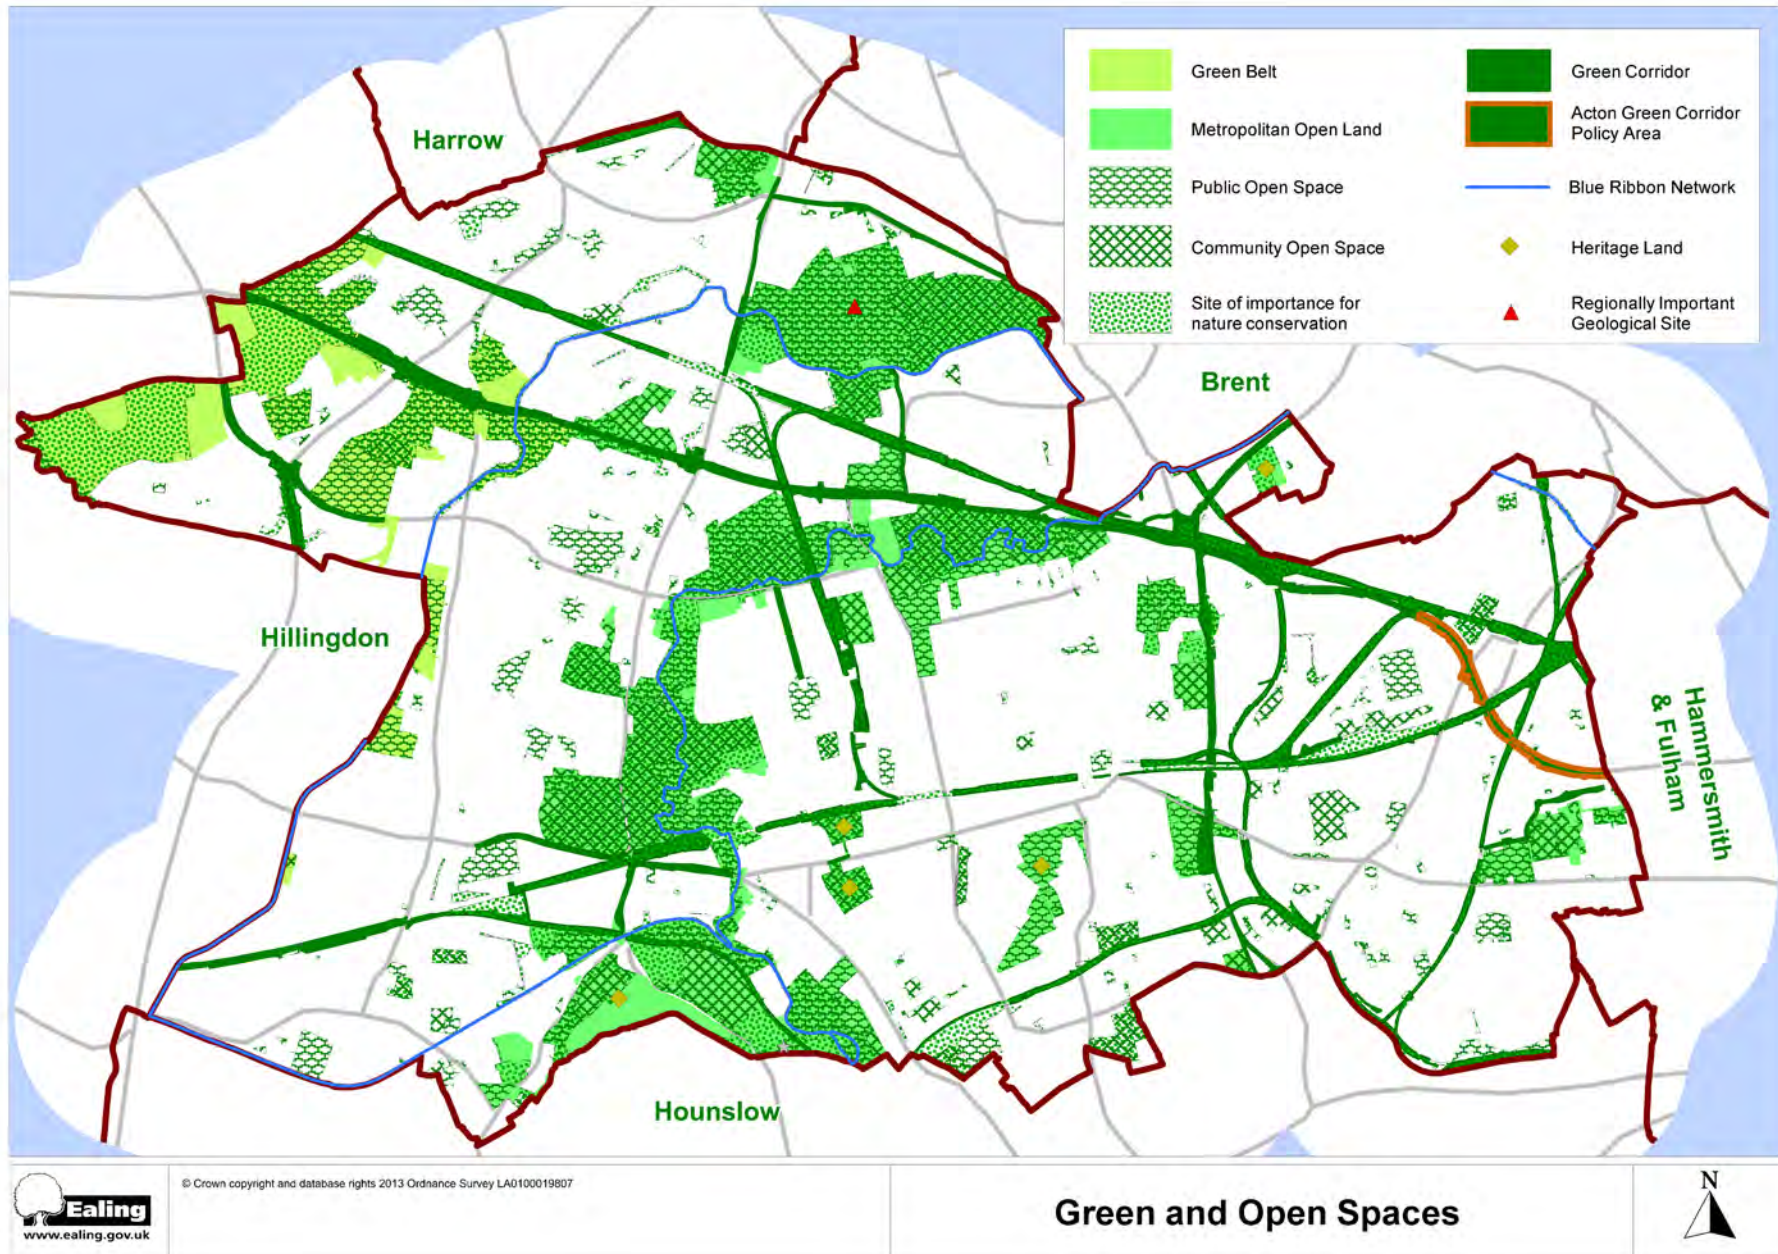 Green Belt
Green Corridor
Metropolitan Open Land
Acton Green Corridor
Policy Area
Public Open Space
Blue Ribbon Network
Community Open Space
Heritage Land
Site of importance for
nature conservation
Regionally Important
Geological Site
Harrow
Brent
Hillingdon
Hammersmith
& Fulham
Hounslow
Ealing
www.ealing.gov.uk
© Crown copyright and database rights 2013 Ordnance Survey LA0100019807
Green and Open Spaces
N